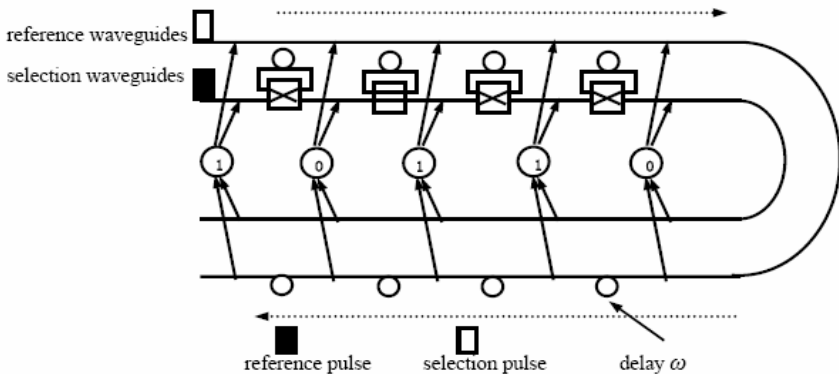 reference waveguides
selection waveguides
1 0 1 1 0
reference pulse selection pulse delay ω